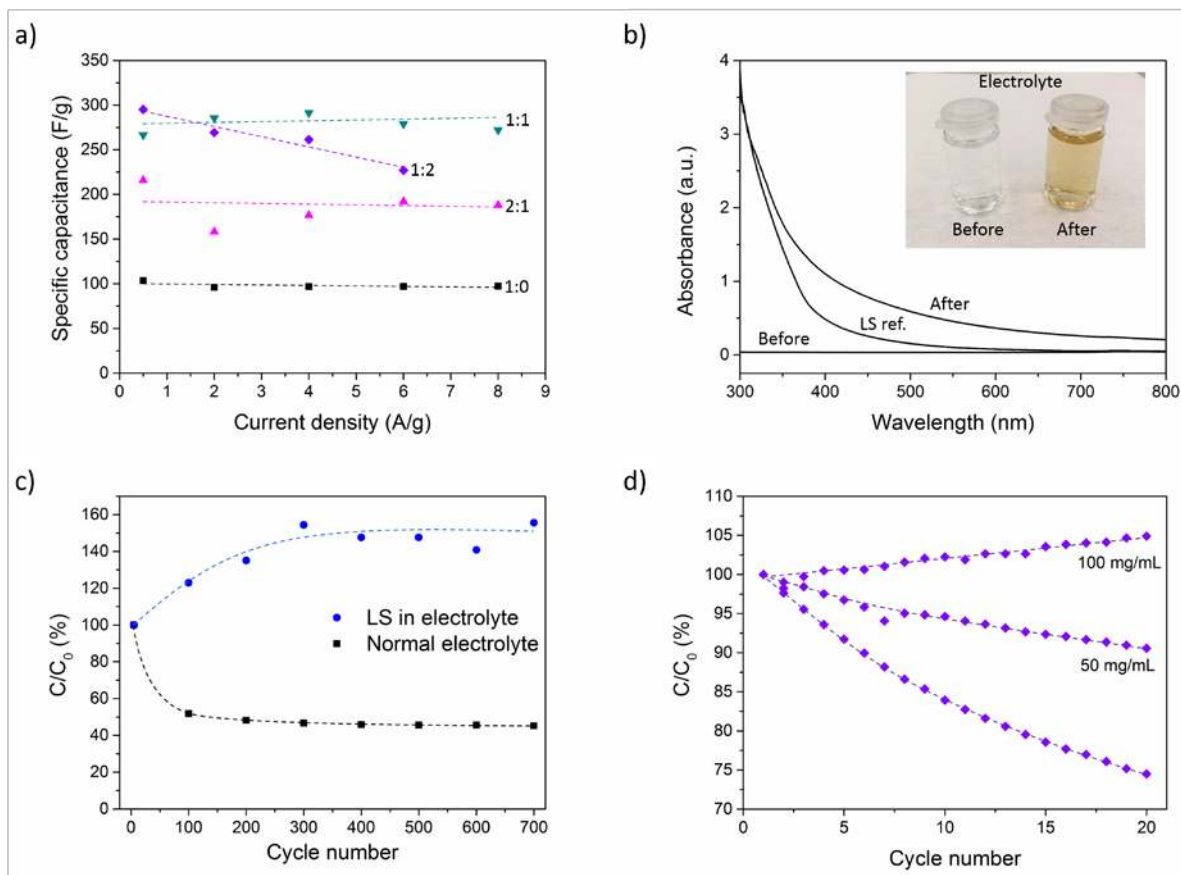 a)
350
300
250
200
150
100
50
0
Specific capacitance (F/g)
1:1
1:2
2:1
1:0
0 1 2 3 4 5 6 7 8 9
Current density (A/g)
b)
4
3
2
1
0
Absorbance (a.u.)
Electrolyte
Before After
After
LS ref.
Before
300 400 500 600 700 800
Wavelength (nm)
c)
160
140
120
100
80
60
40
20
0
C/C0 (%)
LS in electrolyte
Normal electrolyte
0 100 200 300 400 500 600 700
Cycle number
d)
110
105
100
95
90
85
80
75
70
C/C0 (%)
100 mg/mL
50 mg/mL
0 5 10 15 20
Cycle number